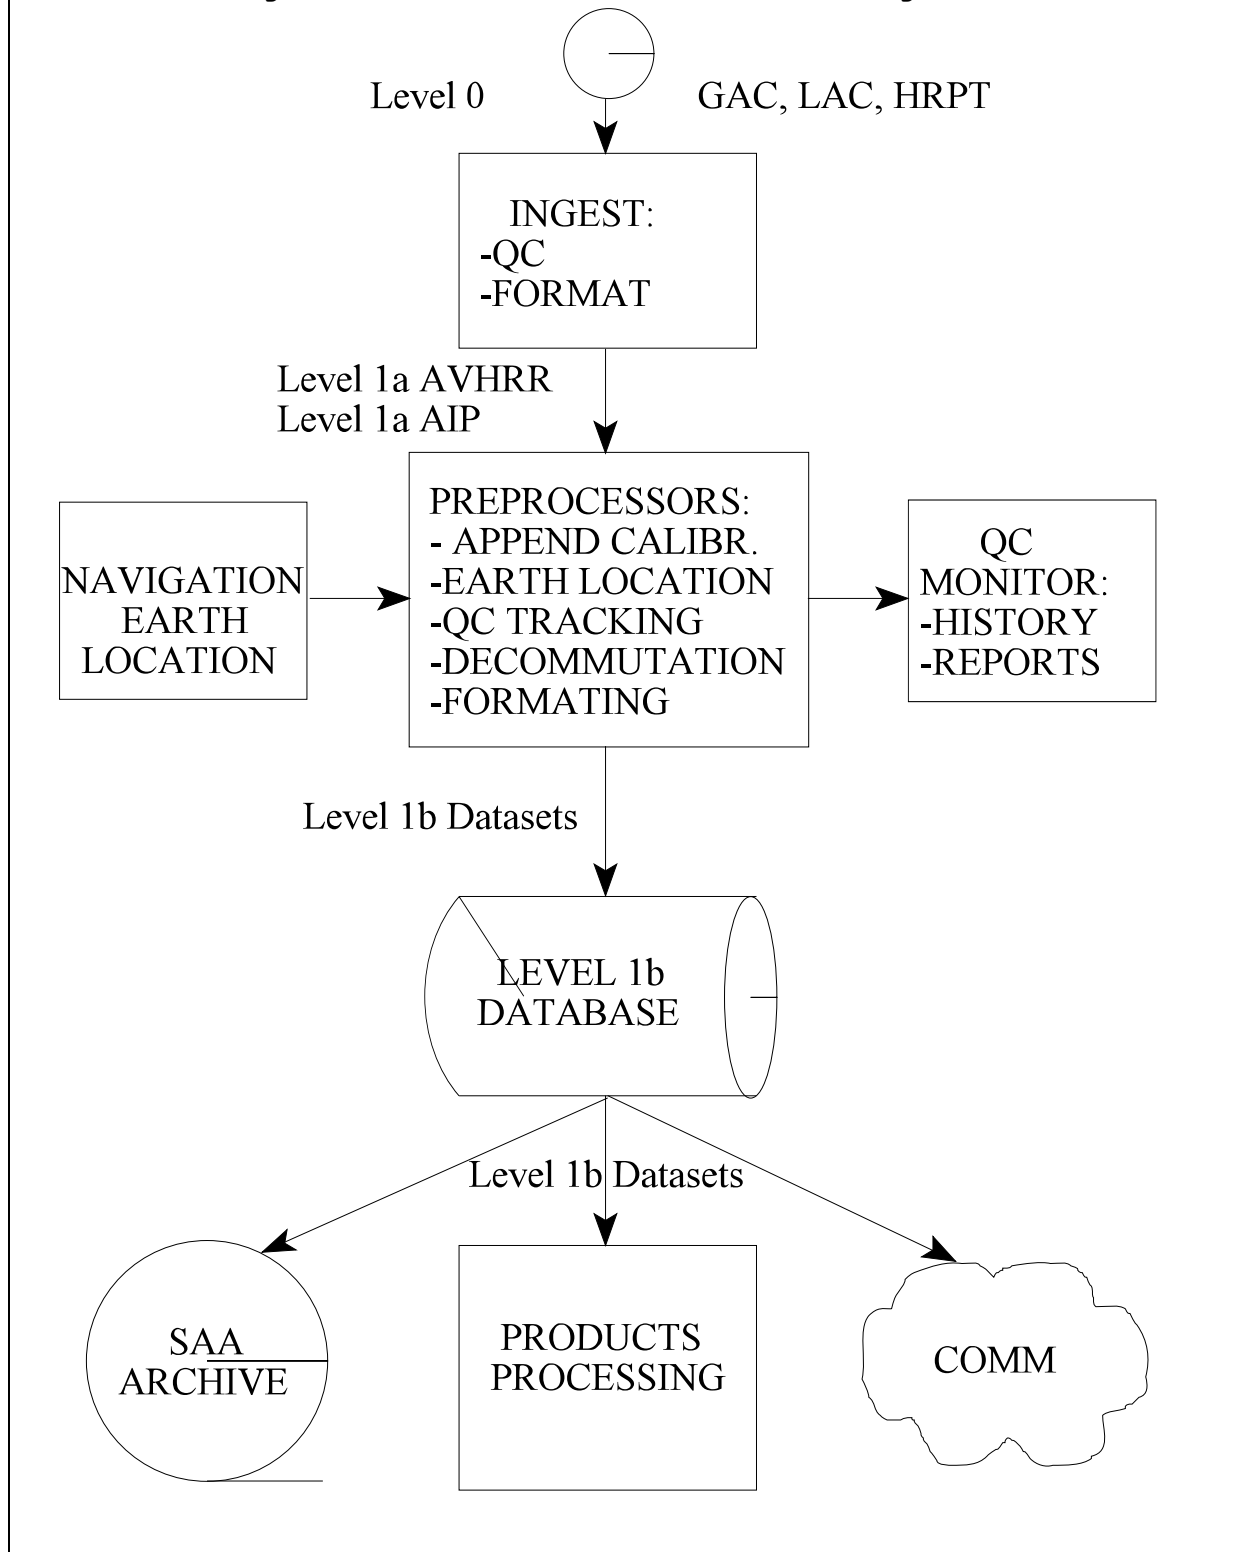 Level 0
GAC, LAC, HRPT
INGEST:
-QC
-FORMAT
Level 1a AVHRR
Level 1a AIP
NAVIGATION
EARTH
LOCATION
PREPROCESSORS:
- APPEND CALIBR.
-EARTH LOCATION
-QC TRACKING
-DECOMMUTATION
-FORMATING
QC
MONITOR:
-HISTORY
-REPORTS
Level 1b Datasets
LEVEL 1b
DATABASE
Level 1b Datasets
SAA
ARCHIVE
PRODUCTS
PROCESSING
COMM